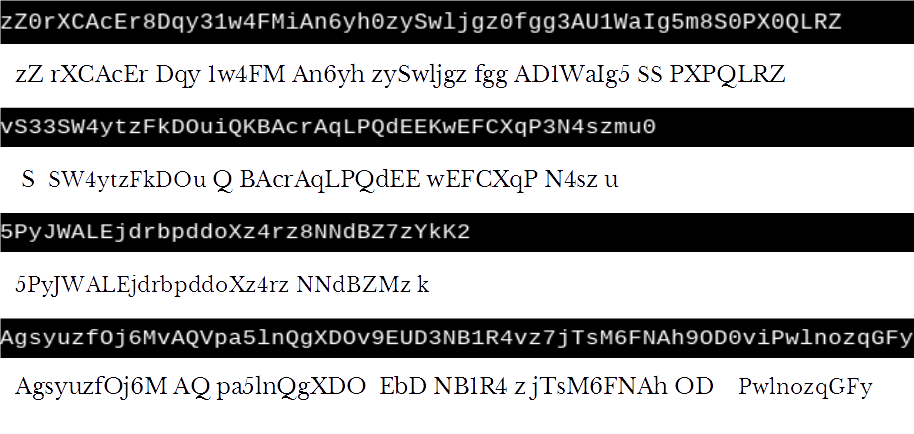 zZ0rXCAcEr8Dqy31w4FMiAn6yh0zySwljgz0fgg3AU1WaIg5m8S0PX0QLRZ
zZ rXCAcEr Dqy 1w4FM An6yh zySwljgz fgg AD1WaIg5 SS PXPQLRZ
vS33SW4ytzFkDOuiQKBAcrAqLPQdEEKwEFCXqP3N4szmu0
S SW4ytzFkDOu Q BAcrAqLPQdEE wEFCXqP N4sz u
5PyJWALEjdrbpddoXz4rz8NNdBZ7zYkK2
5PyJWALEjdrbpddoXz4rz NNdBZMz k
AgsyuzfOj6MvAQVpa5lnQgXDOv9EUD3NB1R4vz7jTsM6FNAh9OD0viPwlnozqGFy
AgsyuzfOj6M AQ pa5lnQgXDO EbD NB1R4 z jTsM6FNAh OD PwlnozqGFy